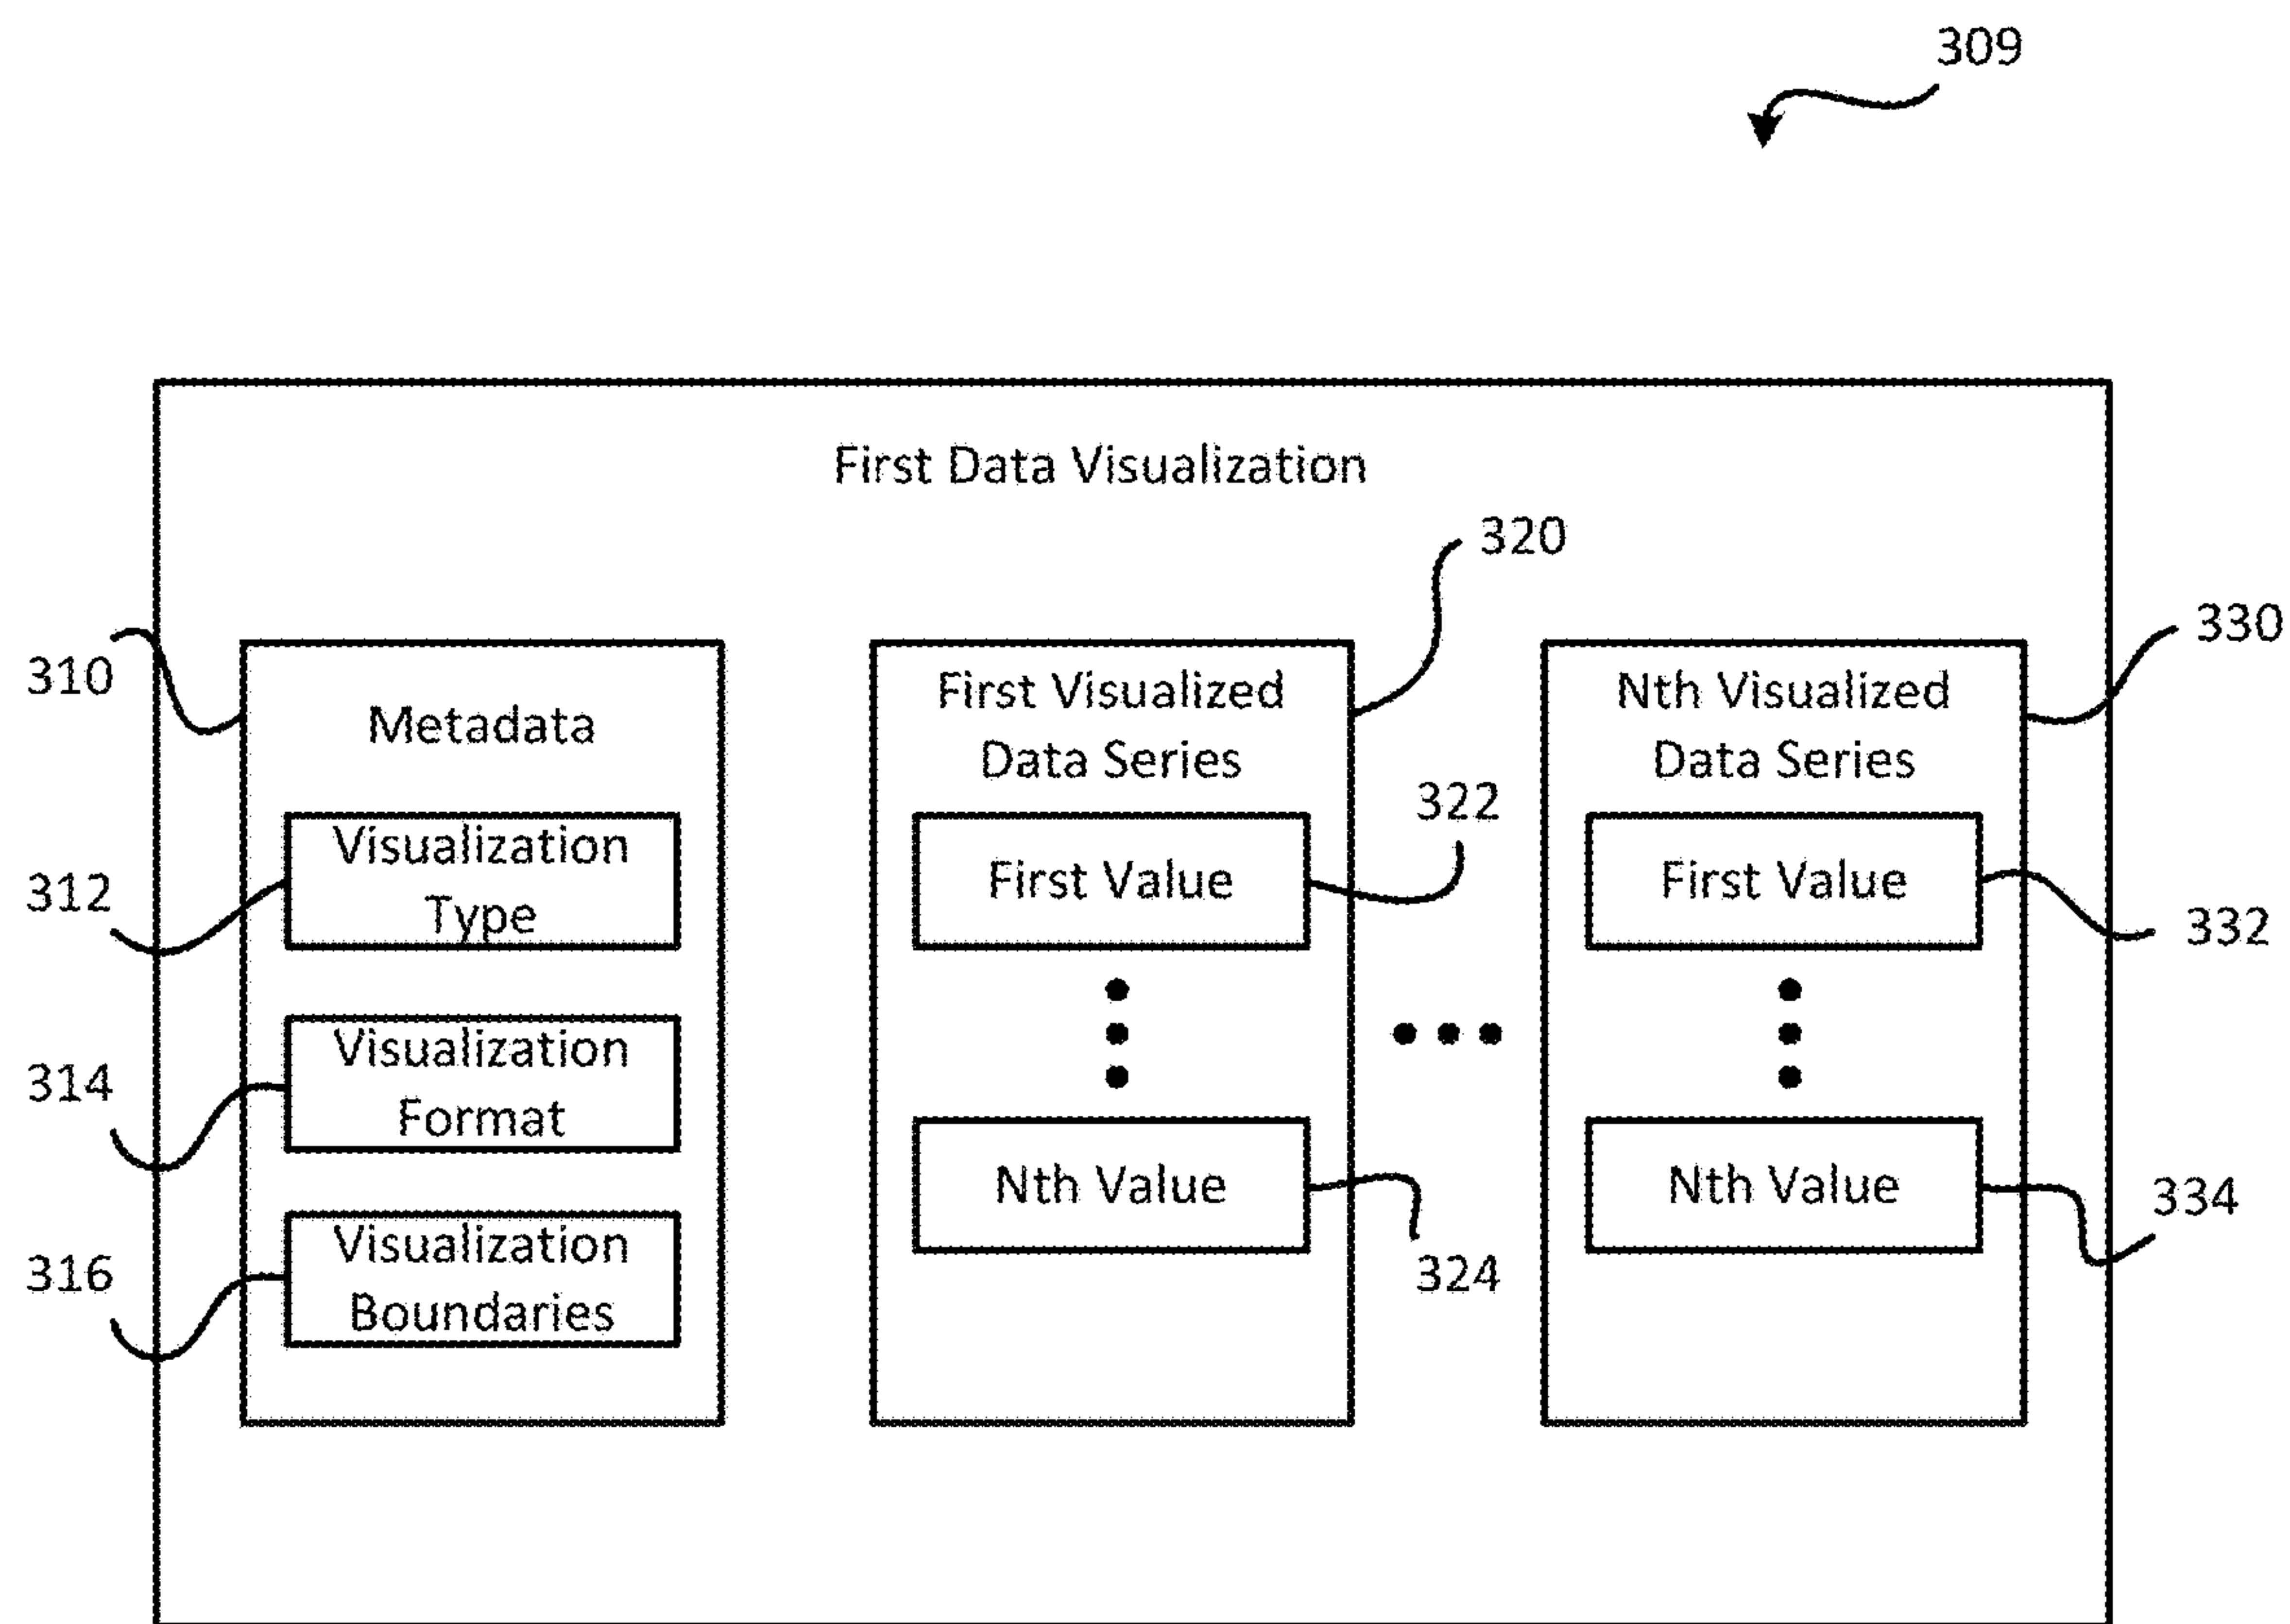 309
First Data Visualization
320
330
310
Metadata
First Visualized
Data Series
Nth Visualized
Data Series
322
312
Visualization
Type
First Value
First Value
332
314
Visualization
Format
Nth Value
Nth Value
334
316
Visualization
Boundaries
324